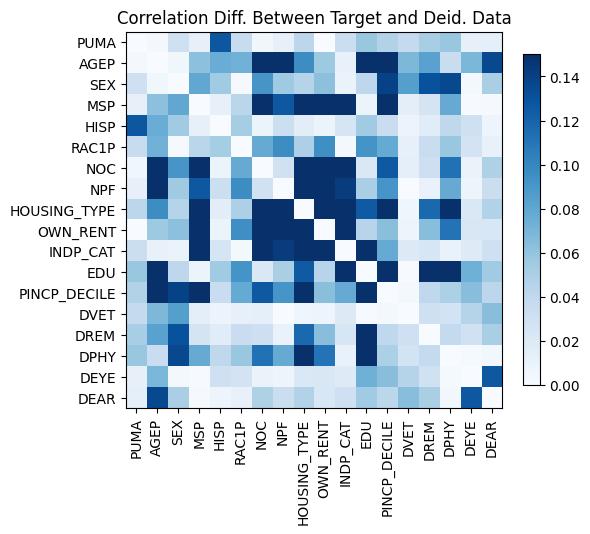 Correlation Diff. Between Target and Deid. Data
PUMA
AGEP
SEX
MSP
HISP
RAC1P
NOC
NPF
HOUSING_TYPE
OWN_RENT
INDP_CAT
EDU
PINCP_DECILE
DVET
DREM
DPHY
DEYE
DEAR
PUMA
AGEP
SEX
MSP
HISP
RAC1P
NOC
NPF
HOUSING_TYPE
OWN_RENT
INDP_CAT
EDU
PINCP_DECILE
DVET
DREM
DPHY
DEYE
DEAR
0.14
0.12
0.10
0.08
0.06
0.04
0.02
0.00